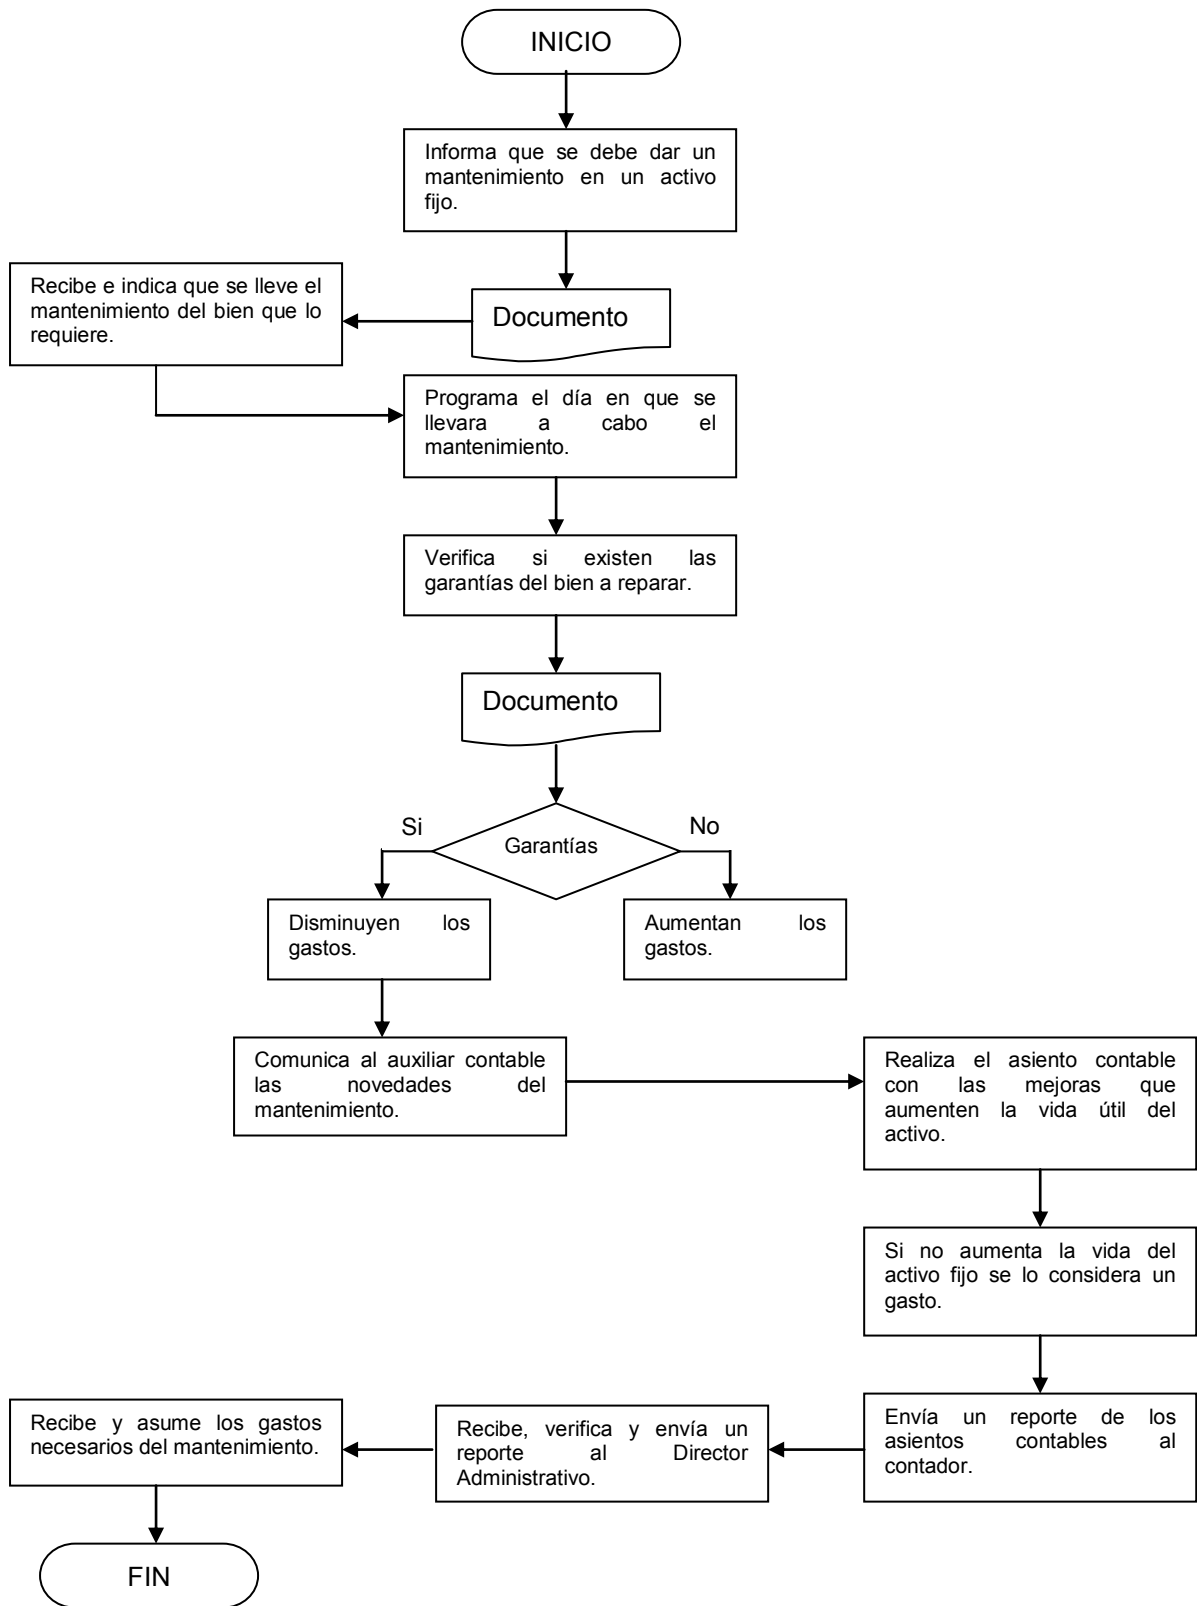 INICIO
Informa que se debe dar un
mantenimiento en un activo
fijo.
Documento
Recibe e indica que se lleve el
mantenimiento del bien que lo
requiere.
Programa el día en que se
llevara a cabo el
mantenimiento.
Verifica si existen las
garantías del bien a reparar.
Documento
Garantías
Si
No
Disminuyen los
gastos.
Aumentan los
gastos.
Comunica al auxiliar contable
las novedades del
mantenimiento.
Realiza el asiento contable
con las mejoras que
aumenten la vida útil del
activo.
Si no aumenta la vida del
activo fijo se lo considera un
gasto.
Envía un reporte de los
asientos contables al
contador.
Recibe, verifica y envía un
reporte al Director
Administrativo.
Recibe y asume los gastos
necesarios del mantenimiento.
FIN